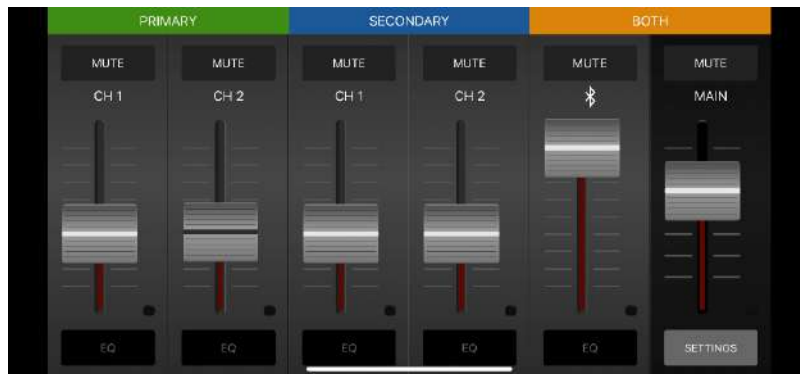 PRIMARY SECONDARY BOTH
MUTE MUTE MUTE MUTE MUTE MUTE
CH 1 CH 2 CH 1 CH 2 MAIN
EQ EQ EQ EQ EQ SETTINGS